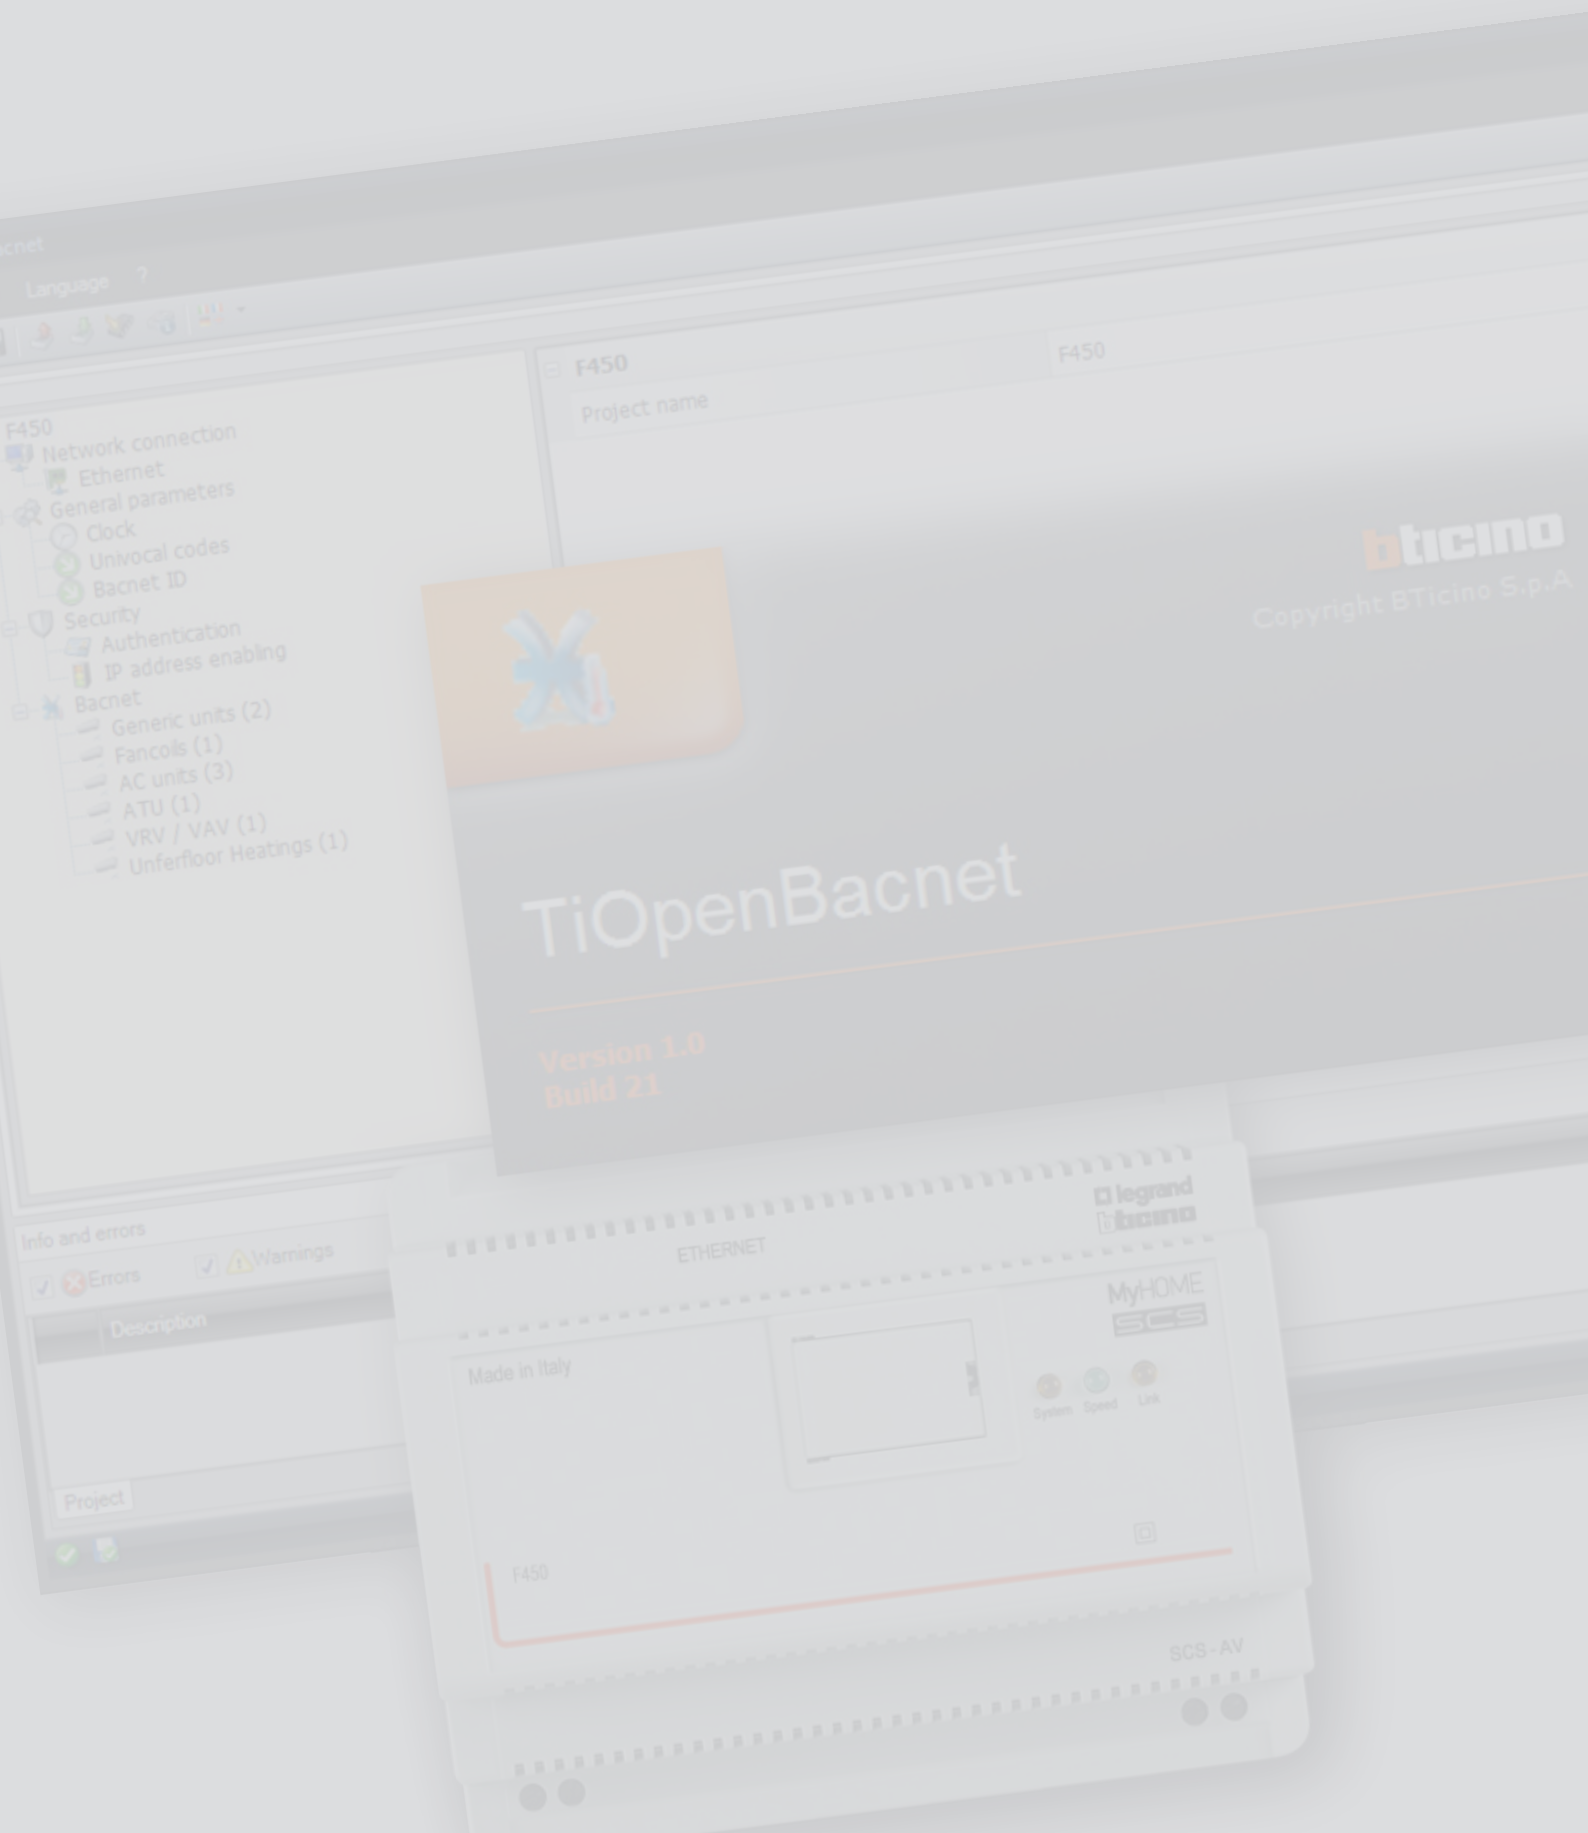 Language ?
F450
Network connection
Ethernet
General parameters
Clock
Univocal codes
Bacnet ID
Security
Authentication
IP address enabling
Bacnet
Generic units (2)
Fancoils (1)
AC units (3)
ATU (1)
VRV / VAV (1)
Unferfloor Heatings (1)
F450
Project name
F450
bticino
Copyright BTicino S.p.A
TiOpenBacnet
Version 1.0
Build 21
Info and errors
Errors
Warnings
Description
Project
legrand
bticino
ETHERNET
MyHOME
SCS
Made in Italy
System Speed Link
F450
SCS-AV